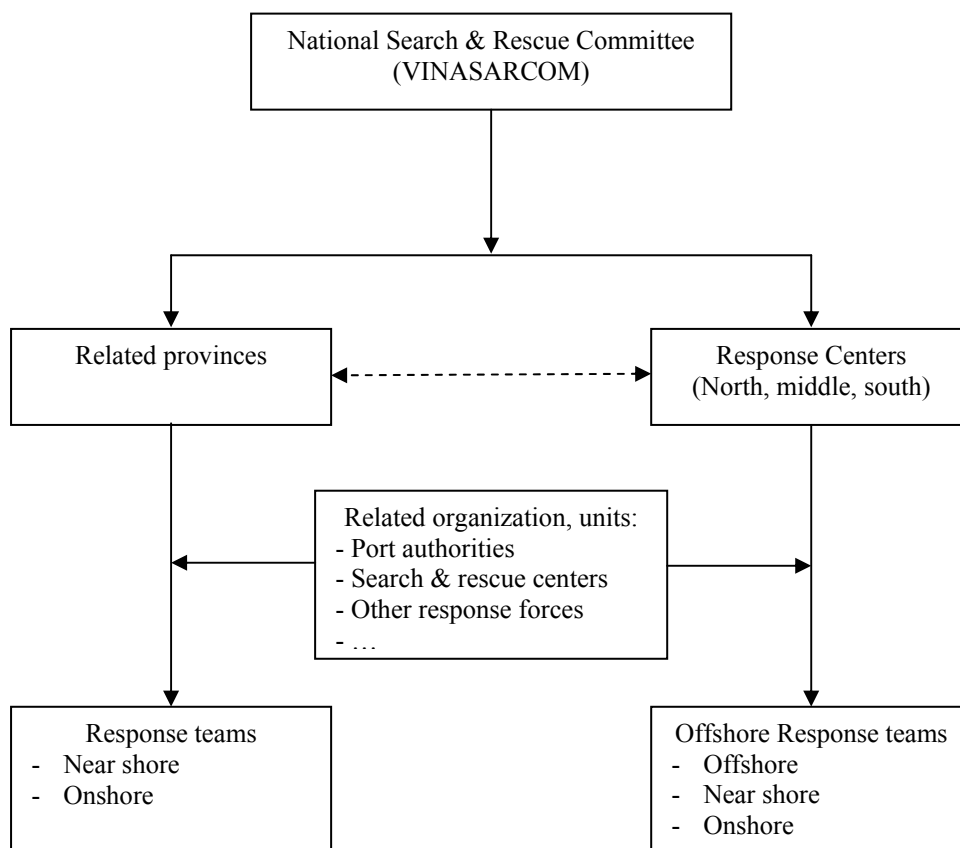 National Search & Rescue Committee
(VINASARCOM)
Related provinces
Response Centers
(North, middle, south)
Related organization, units:
- Port authorities
- Search & rescue centers
- Other response forces
- …
Response teams
- Near shore
- Onshore
Offshore Response teams
- Offshore
- Near shore
- Onshore